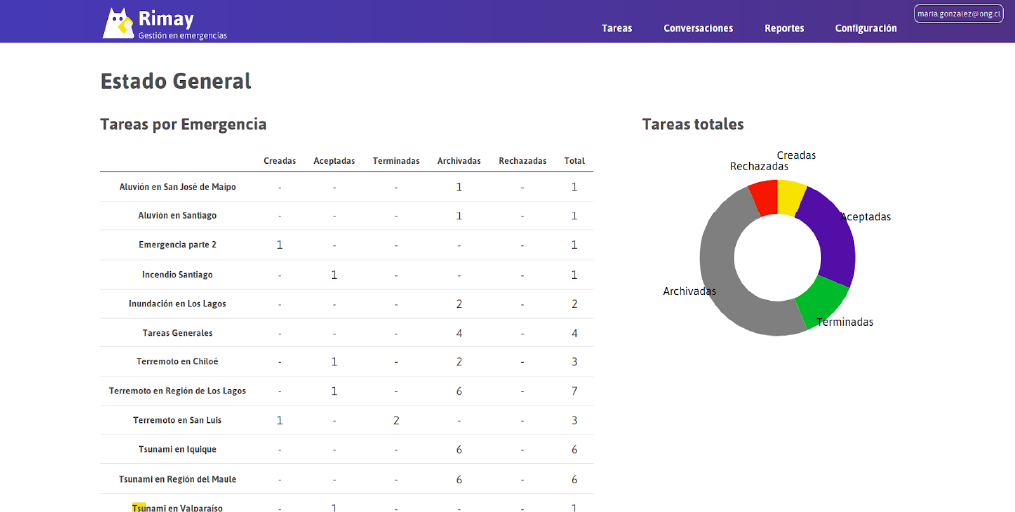 Rimay
Gestión en emergencias
Tareas Conversaciones Reportes Configuración
maria.gonzalez@ong.cl
Estado General
Tareas por Emergencia
Creadas Aceptadas Terminadas Archivadas Rechazadas Total
Aluvión en San José de Maipo - - - 1 - 1
Aluvión en Santiago - - - 1 - 1
Emergencia parte 2 1 - - - - 1
Incendio Santiago - 1 - - - 1
Inundación en Los Lagos - - - 2 - 2
Tareas Generales - - - 4 - 4
Terremoto en Chiloé - 1 - 2 - 3
Terremoto en Región de Los Lagos - 1 - 6 - 7
Terremoto en San Luis 1 - 2 - - 3
Tsunami en Iquique - - - 6 - 6
Tsunami en Región del Maule - - - 6 - 6
Tsunami en Valparaíso - 1 - - - 1
Tareas totales
Creadas
Rechazadas
Aceptadas
Archivadas
Terminadas